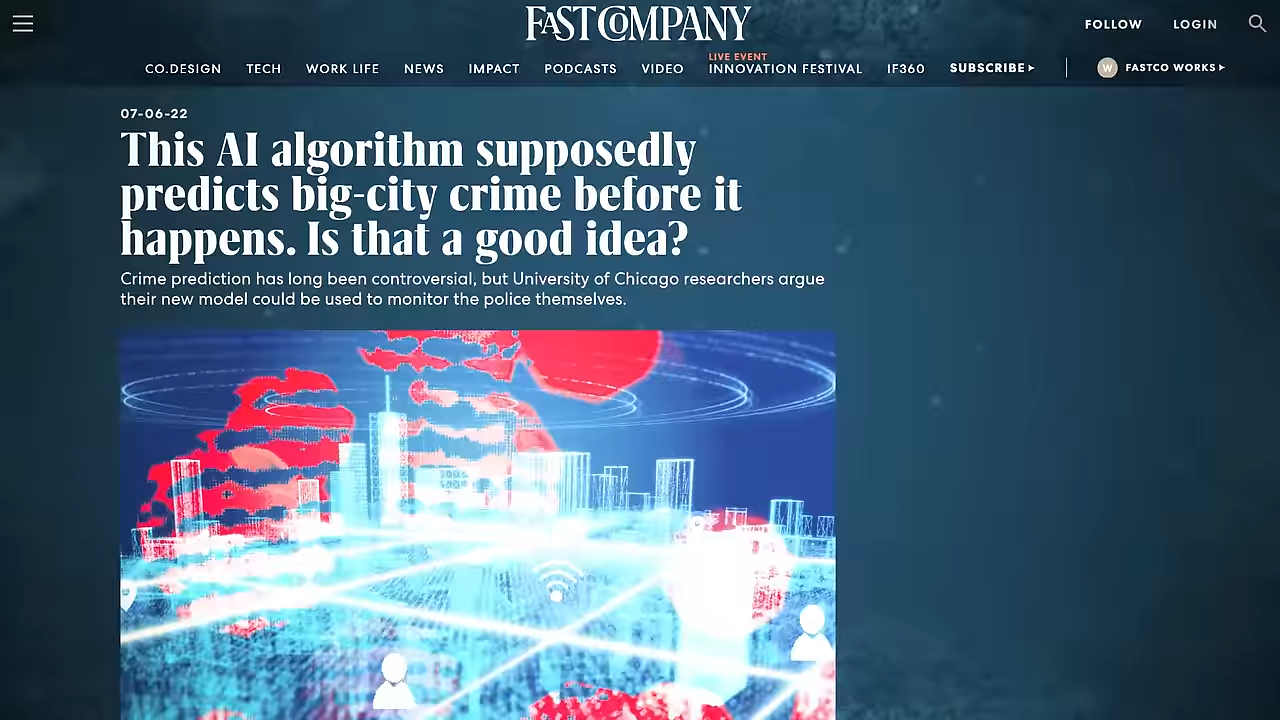 FAST COMPANY
FOLLOW
LOGIN
LIVE EVENT
CO.DESIGN
TECH
WORK LIFE
NEWS
IMPACT
PODCASTS
VIDEO
INNOVATION FESTIVAL
IF360
SUBSCRIBE
W
FASTCO WORKS
07-06-22
This AI algorithm supposedly
predicts big-city crime before it
happens. Is that a good idea?
Crime prediction has long been controversial, but University of Chicago researchers argue
their new model could be used to monitor the police themselves.